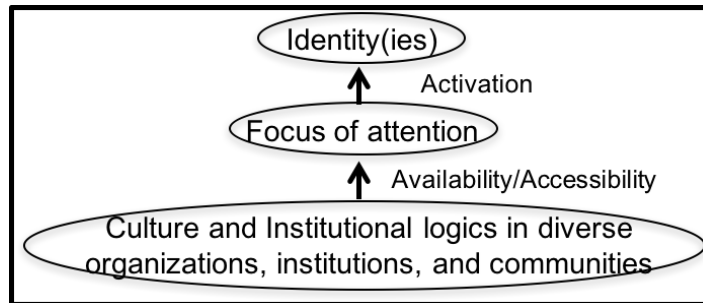 Identity(ies)
Activation
Focus of attention
Availability/Accessibility
Culture and Institutional logics in diverse
organizations, institutions, and communities